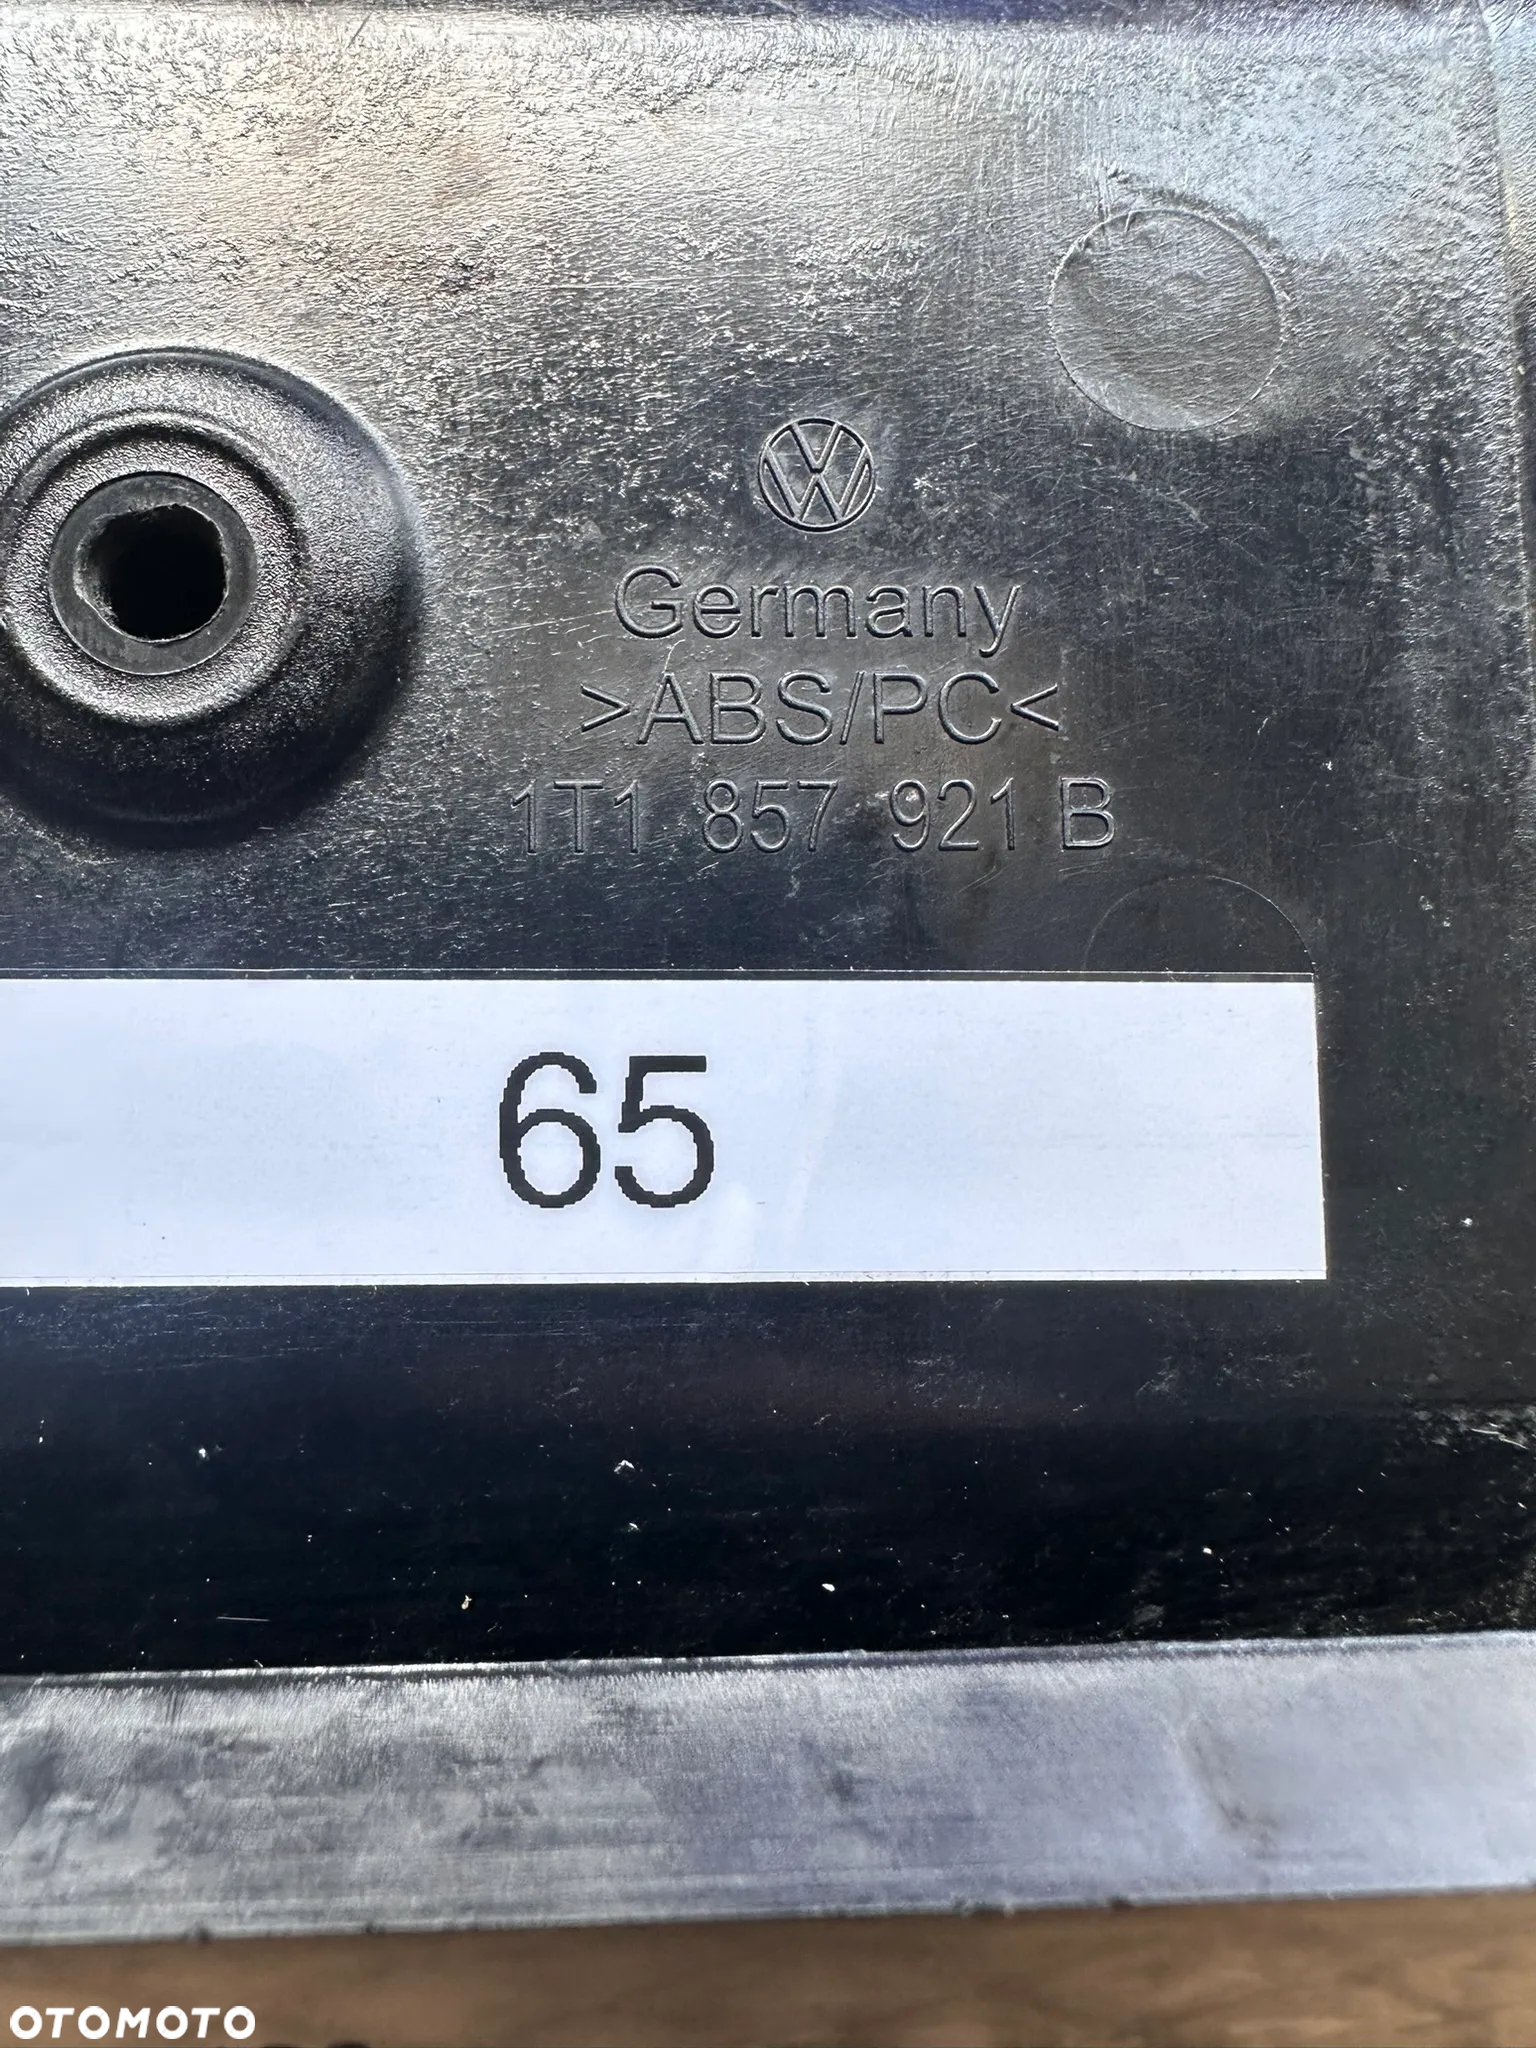 Germany
>ABS/PC<
1T1 857 921 B
65
OTOMOTO